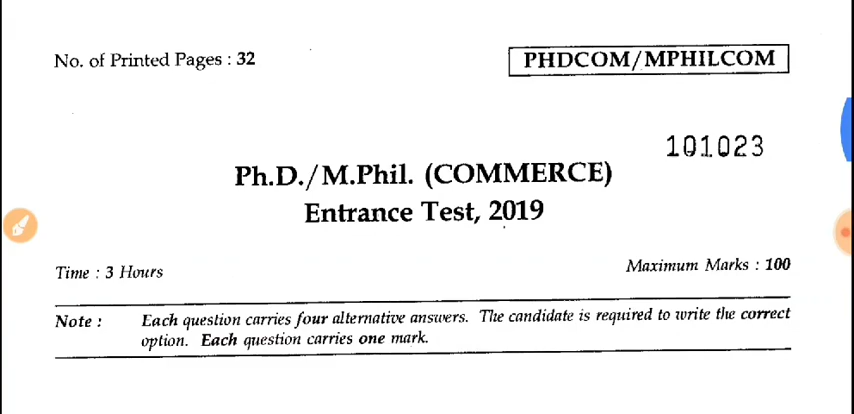 No. of Printed Pages : 32
PHDCOM/MPHILCOM
101023
Ph.D./M.Phil. (COMMERCE)
Entrance Test, 2019
Time : 3 Hours
Maximum Marks : 100
Note : Each question carries four alternative answers. The candidate is required to write the correct
option. Each question carries one mark.